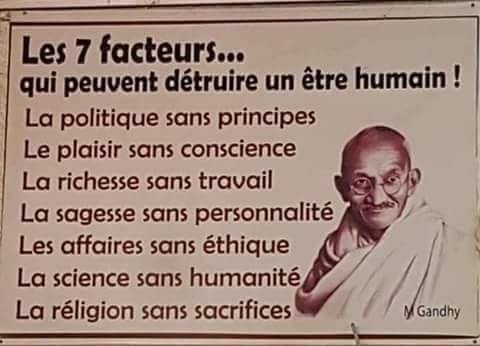 Les 7 facteurs...
qui peuvent détruire un être humain !
La politique sans principes
Le plaisir sans conscience
La richesse sans travail
La sagesse sans personnalité
Les affaires sans éthique
La science sans humanité
La réligion sans sacrifices
M Gandhy